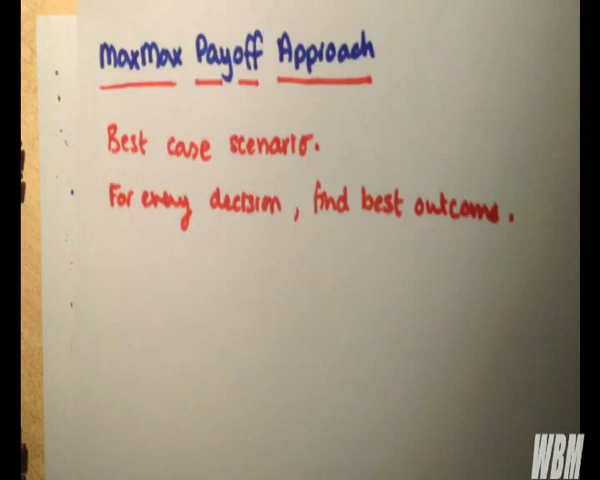 MaxMax Payoff Approach
Best case scenario.
For every decision, find best outcome.
WBM